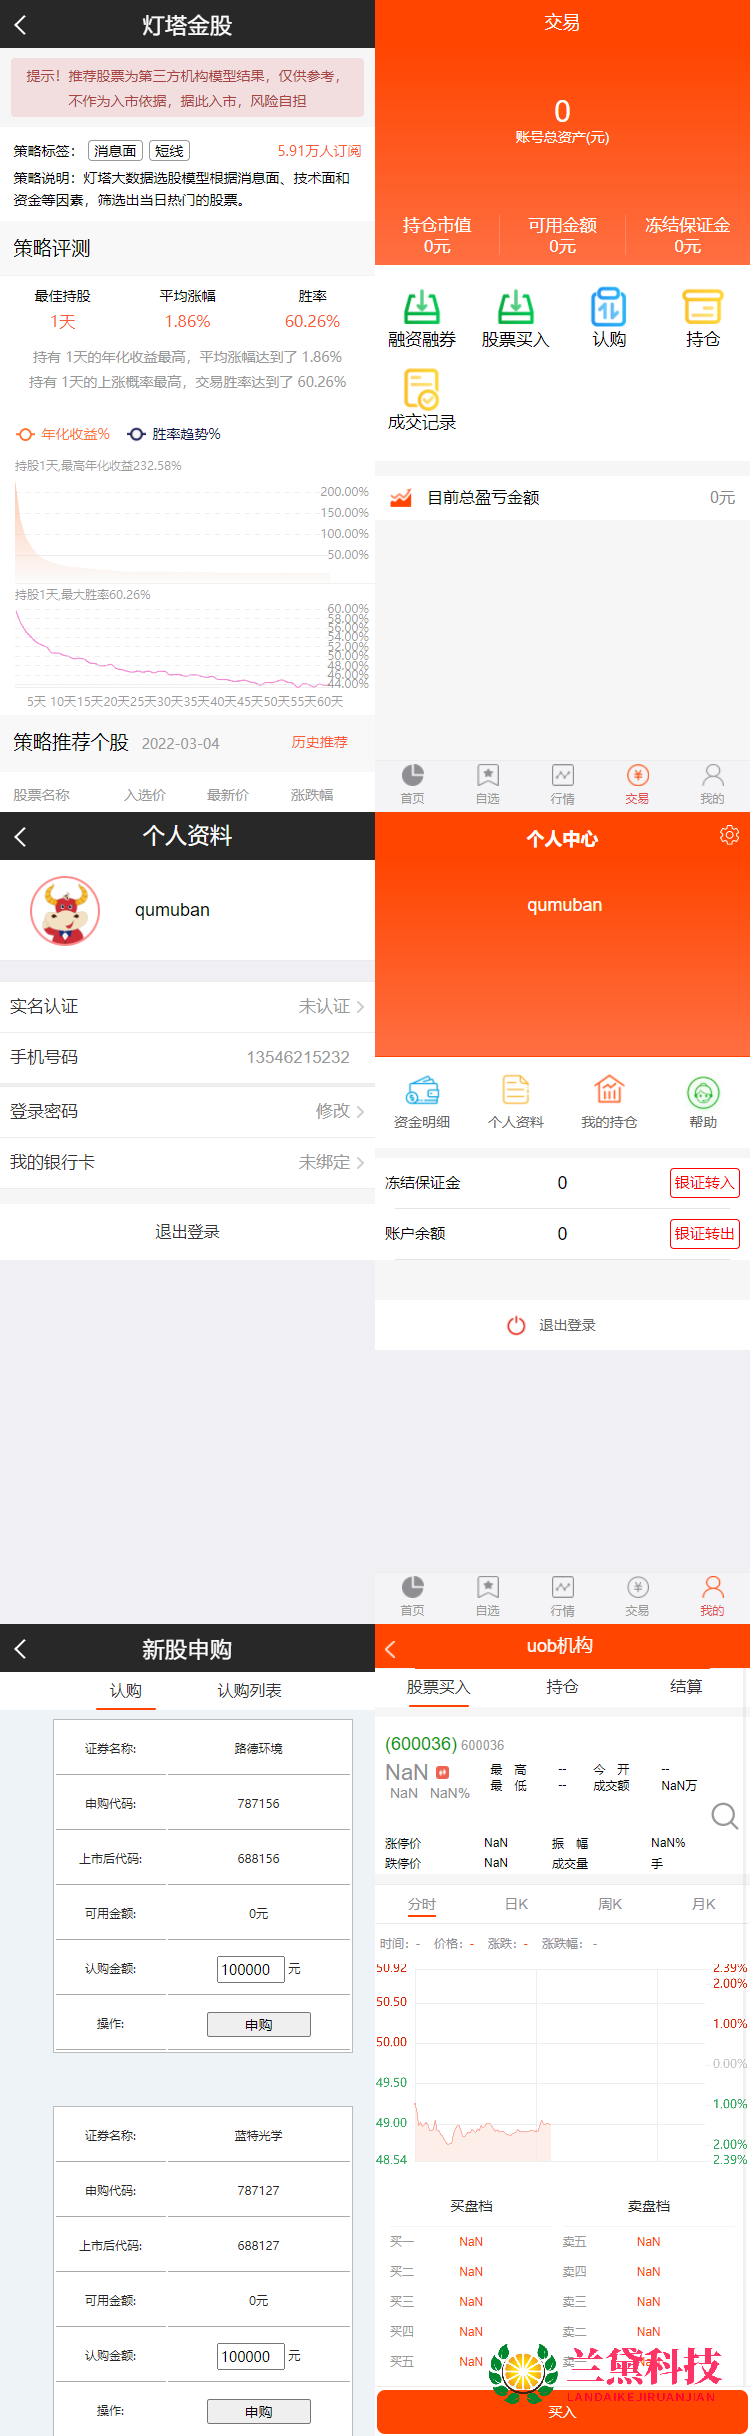 灯塔金股
提示！推荐股票为第三方机构模型结果，仅供参考，
不作为入市依据，据此入市，风险自担
策略标签： 消息面 短线 5.91万人订阅
策略说明：灯塔大数据选股模型根据消息面、技术面和
资金等因素，筛选出当日热门的股票。
策略评测
最佳持股 平均涨幅 胜率
1天 1.86% 60.26%
持有 1天的年化收益最高，平均涨幅达到了 1.86%
持有 1天的上涨概率最高，交易胜率达到了 60.26%
年化收益% 胜率趋势%
持股1天,最高年化收益232.58%
200.00%
150.00%
100.00%
50.00%
持股1天,最大胜率60.26%
60.00%
58.00%
56.00%
54.00%
52.00%
50.00%
48.00%
46.00%
44.00%
5天 10天15天20天25天30天35天40天45天50天55天60天
策略推荐个股 2022-03-04 历史推荐
股票名称 入选价 最新价 涨跌幅
交易
0
账号总资产(元)
持仓市值 可用金额 冻结保证金
0元 0元 0元
融资融券 股票买入 认购 持仓
成交记录
目前总盈亏金额 0元
首页 自选 行情 交易 我的
个人资料
qumuban
实名认证 未认证
手机号码 13546215232
登录密码 修改
我的银行卡 未绑定
退出登录
个人中心
qumuban
资金明细 个人资料 我的持仓 帮助
冻结保证金 0 银证转入
账户余额 0 银证转出
退出登录
首页 自选 行情 交易 我的
新股申购
认购 认购列表
证券名称: 路德环境
申购代码: 787156
上市后代码: 688156
可用金额: 0元
认购金额: 100000 元
操作: 申购
证券名称: 蓝特光学
申购代码: 787127
上市后代码: 688127
可用金额: 0元
认购金额: 100000 元
操作: 申购
uob机构
股票买入 持仓 结算
(600036) 600036
NaN 最 高 -- 今 开 --
NaN NaN% 最 低 -- 成交额 NaN万
涨停价 NaN 振 幅 NaN%
跌停价 NaN 成交量 手
分时 日K 周K 月K
时间: - 价格: - 涨跌: - 涨跌幅: -
50.92 2.39%
2.00%
50.50
1.00%
50.00
0.00%
49.50
1.00%
49.00
2.00%
48.54 2.39%
买盘档 卖盘档
买一 NaN 卖五 NaN
买二 NaN 卖四 NaN
买三 NaN 卖三 NaN
买四 NaN 卖二 NaN
买五 NaN 卖一
兰黛科技
LANDAIKEJIRUANJIAN
买入